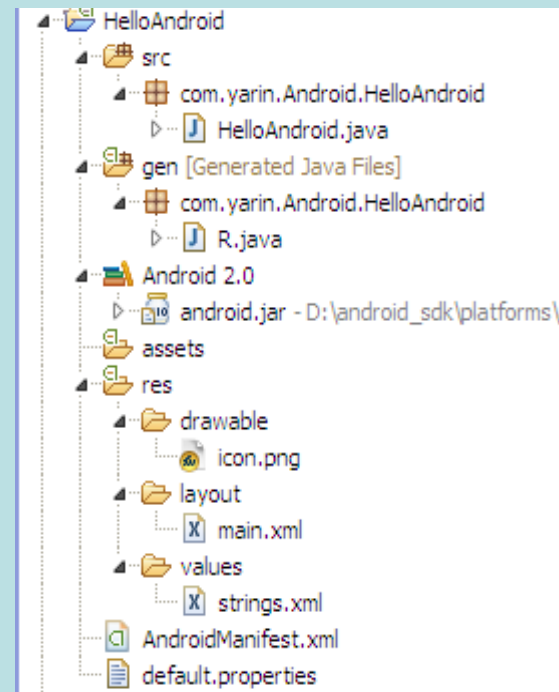 HelloAndroid
src
com.yarin.Android.HelloAndroid
HelloAndroid.java
gen [Generated Java Files]
com.yarin.Android.HelloAndroid
R.java
Android 2.0
android.jar - D:\android_sdk\platforms\
assets
res
drawable
icon.png
layout
main.xml
values
strings.xml
AndroidManifest.xml
default.properties